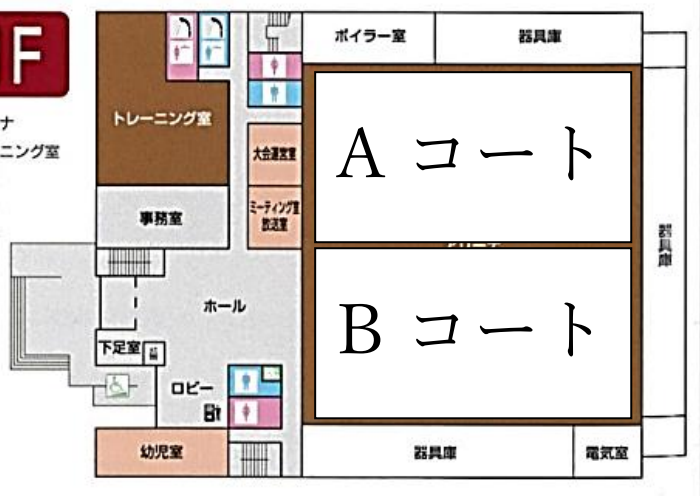 F
ナ
ニング室
ボイラー室
器具庫
トレーニング室
大会運営室
ミーティング室
放送室
事務室
Aコート
Bコート
器具庫
ホール
下足室
ロビー
幼児室
器具庫
電気室